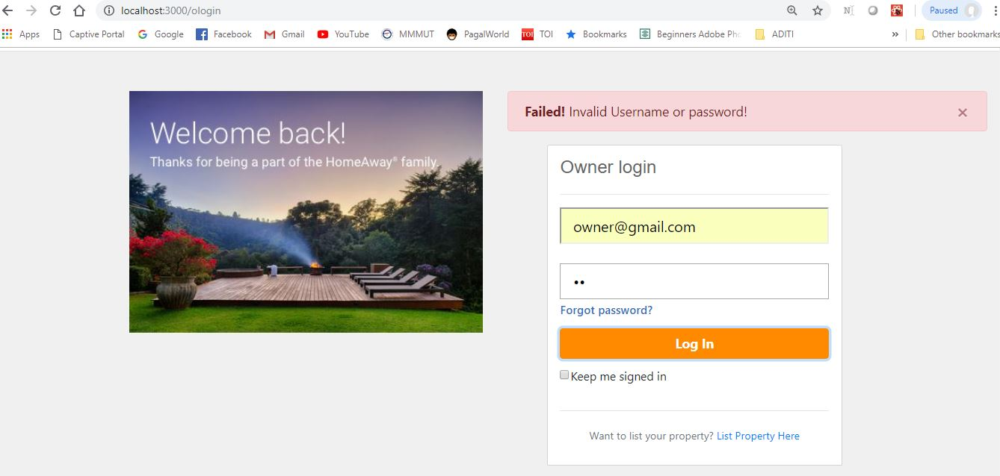 localhost:3000/ologin
Paused
Apps
Captive Portal
Google
Facebook
Gmail
YouTube
MMMUT
PagalWorld
TOI TOI
Bookmarks
Beginners Adobe Pho
ADITI
»
Other bookmarks
Welcome back!
Thanks for being a part of the HomeAway® family.
Failed! Invalid Username or password!
×
Owner login
owner@gmail.com
••
Forgot password?
Log In
Keep me signed in
Want to list your property? List Property Here